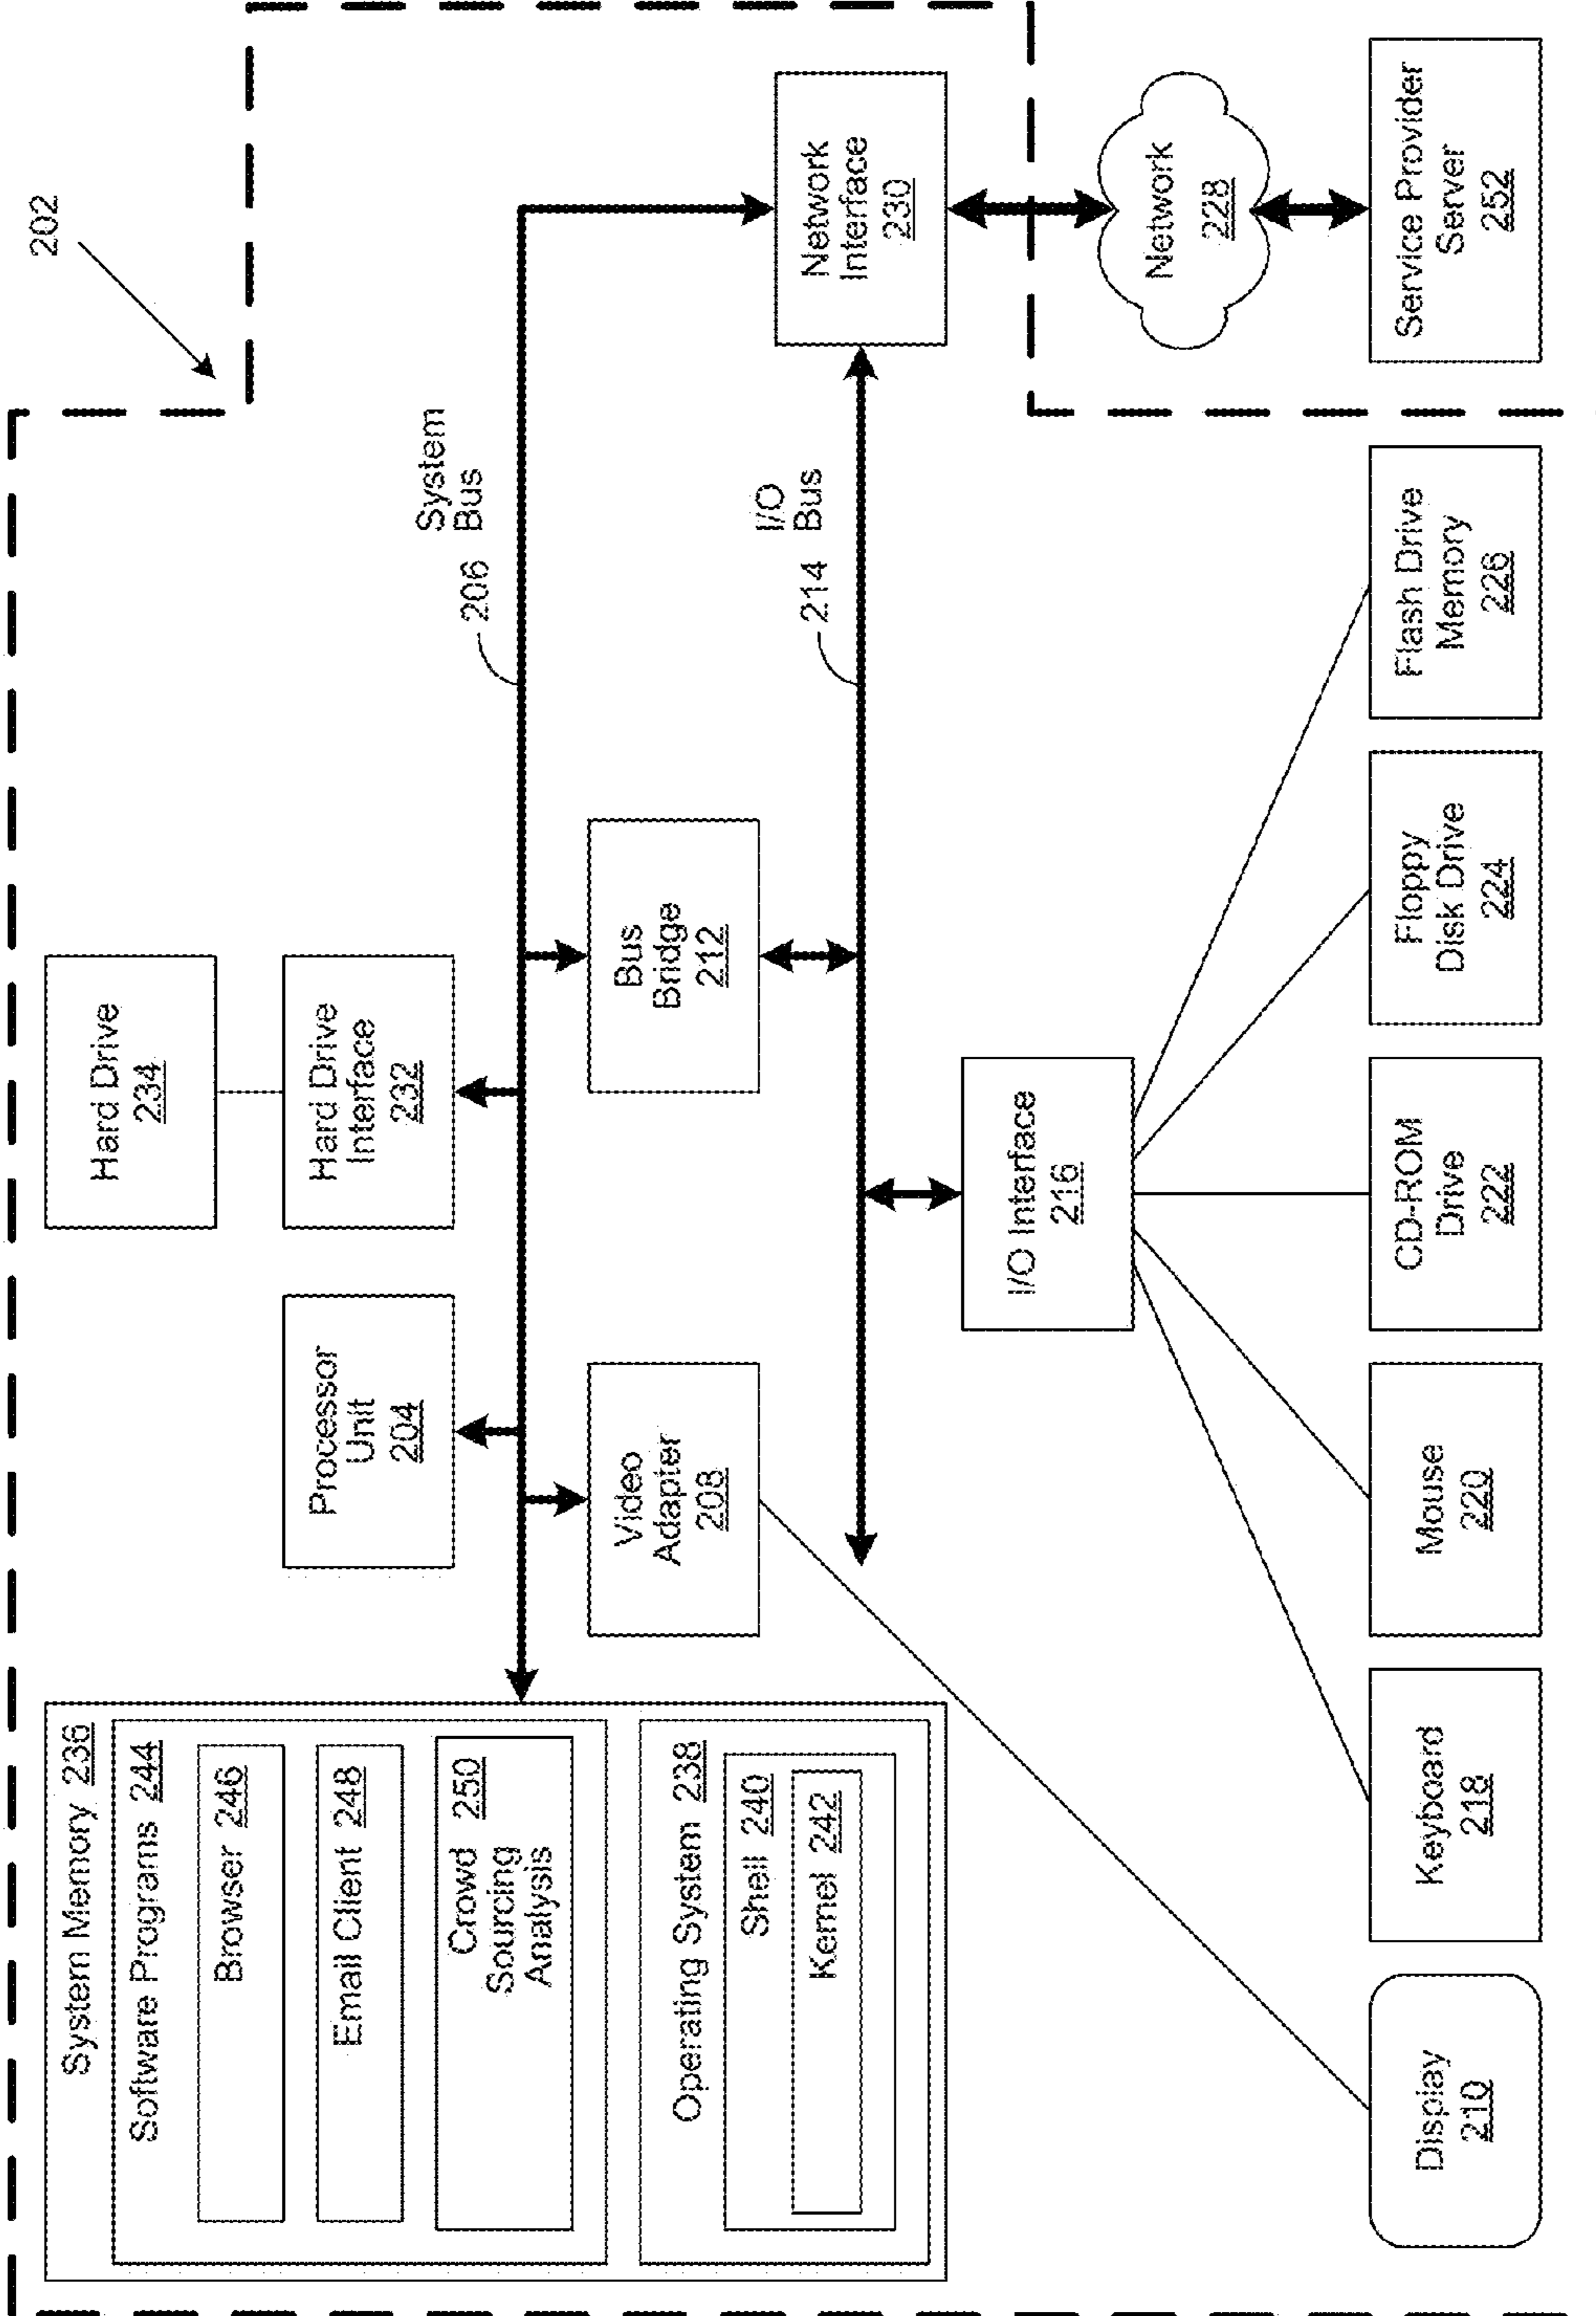 202
System Memory 236
Software Programs 244
Browser 246
Email Client 248
Crowd 250
Sourcing
Analysis
Operating System 238
Shell 240
Kernel 242
Hard Drive
234
Processor
Unit
204
Hard Drive
Interface
232
System
Bus
206
Video
Adapter
208
Bus
Bridge
212
I/O
Bus
214
Network
Interface
230
I/O Interface
216
Network
228
Display
210
Keyboard
218
Mouse
220
CD-ROM
Drive
222
Floppy
Disk Drive
224
Flash Drive
Memory
226
Service Provider
Server
252